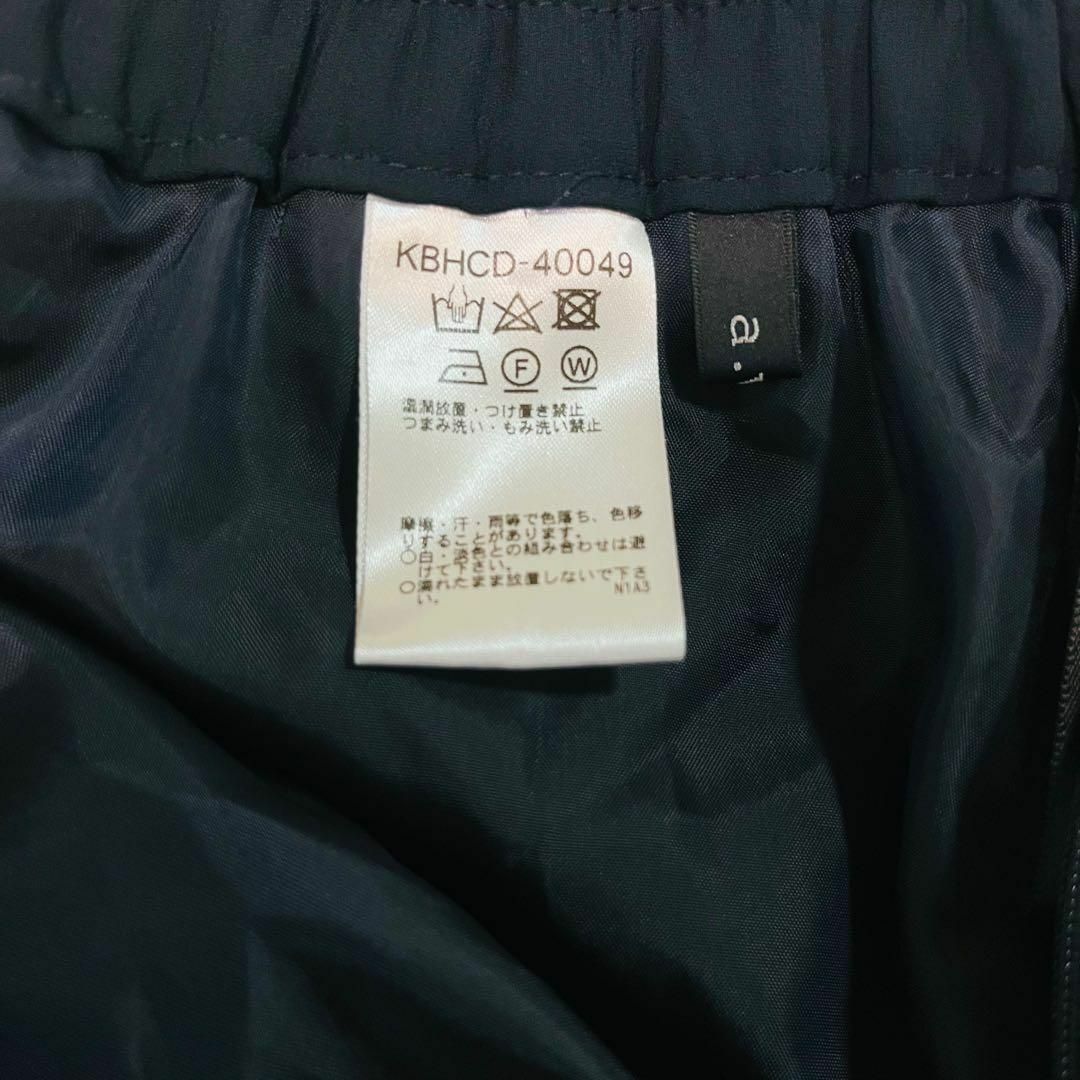 KBHCD-40049
F W
湿潤放置・つけ置き禁止
つまみ洗い・もみ洗い禁止
摩擦・汗・雨等で色落ち、色移
りすることがあります。
○白・淡色との組み合わせは避
けて下さい。
○濡れたまま放置しないで下さ
い。
N1A3
a.